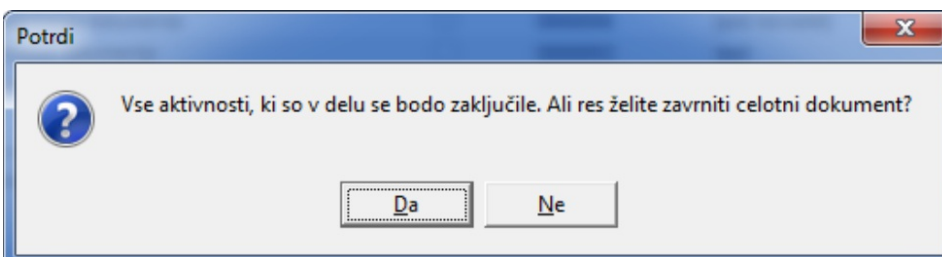 Potrdi
Vse aktivnosti, ki so v delu se bodo zaključile. Ali res želite zavrniti celotni dokument?
Da
Ne